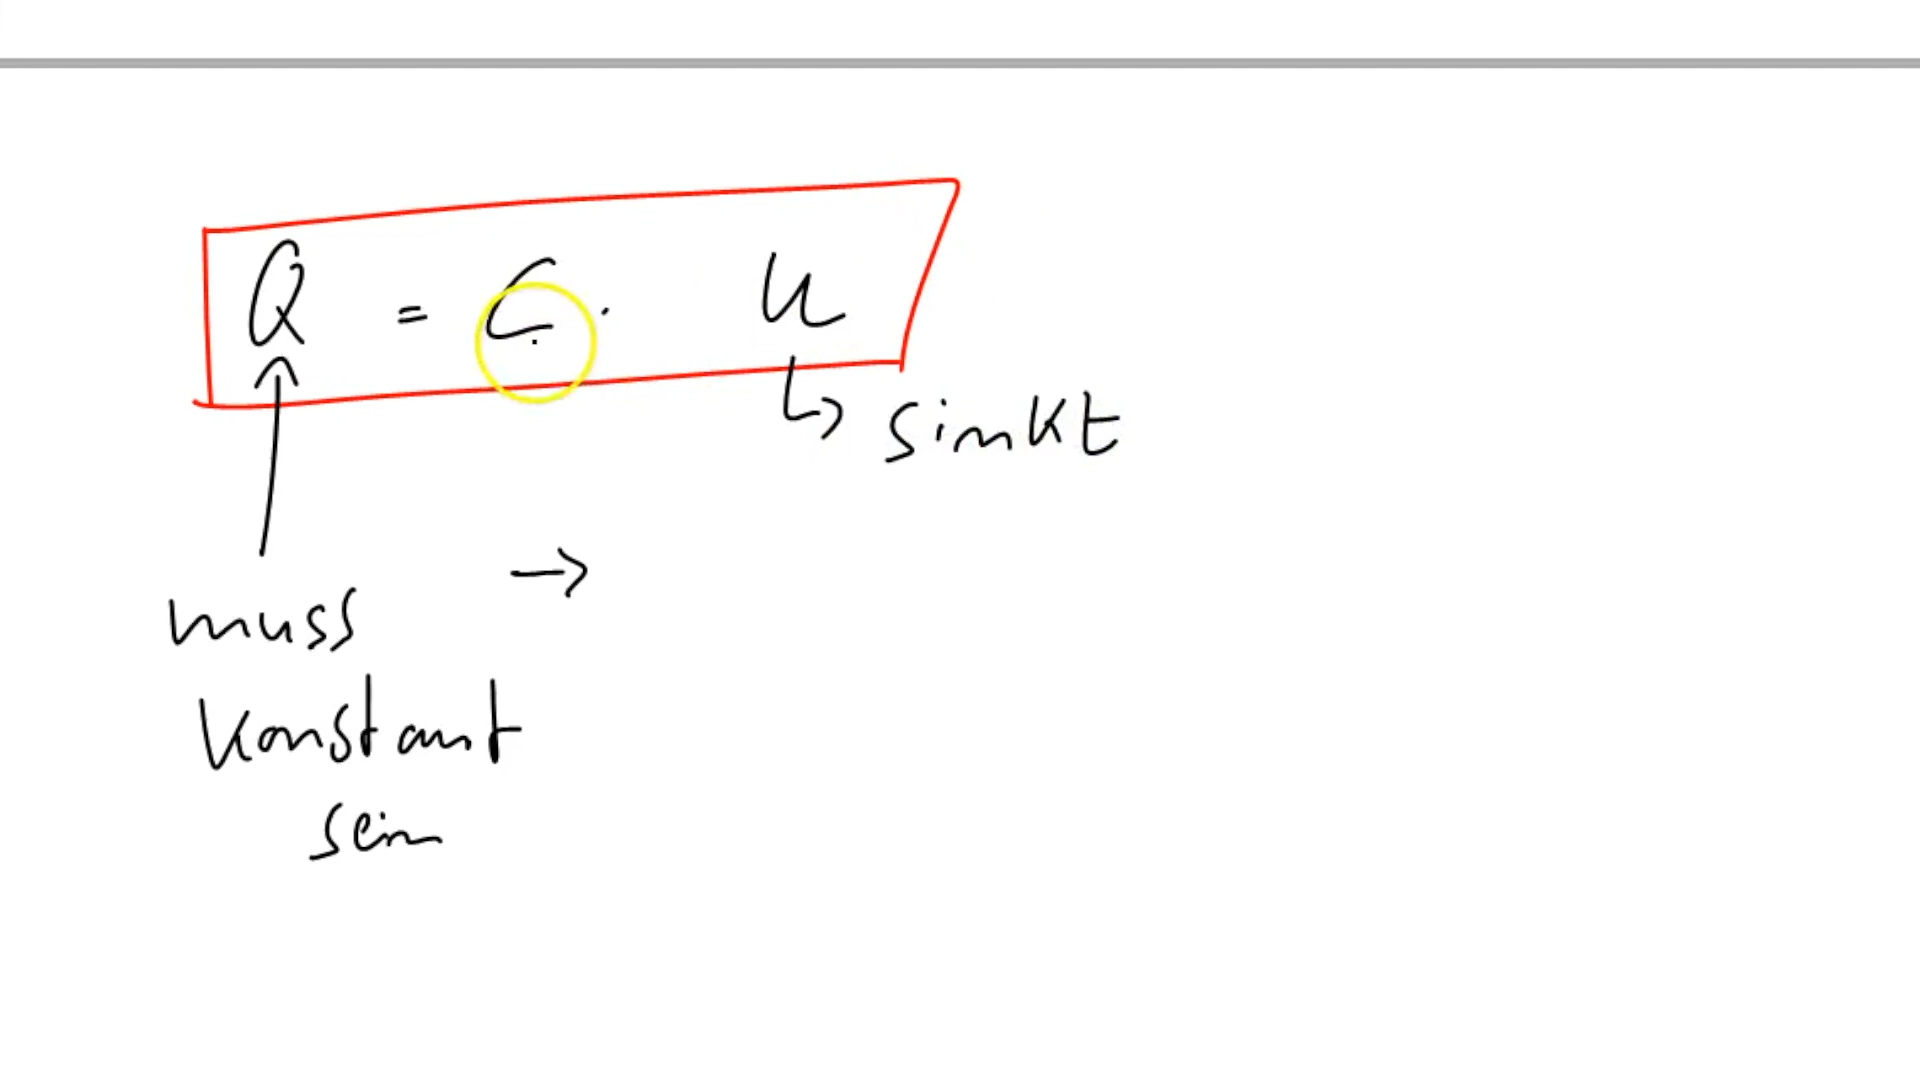 Q = C · U
↳ sinkt
→
muss
konstant
sein